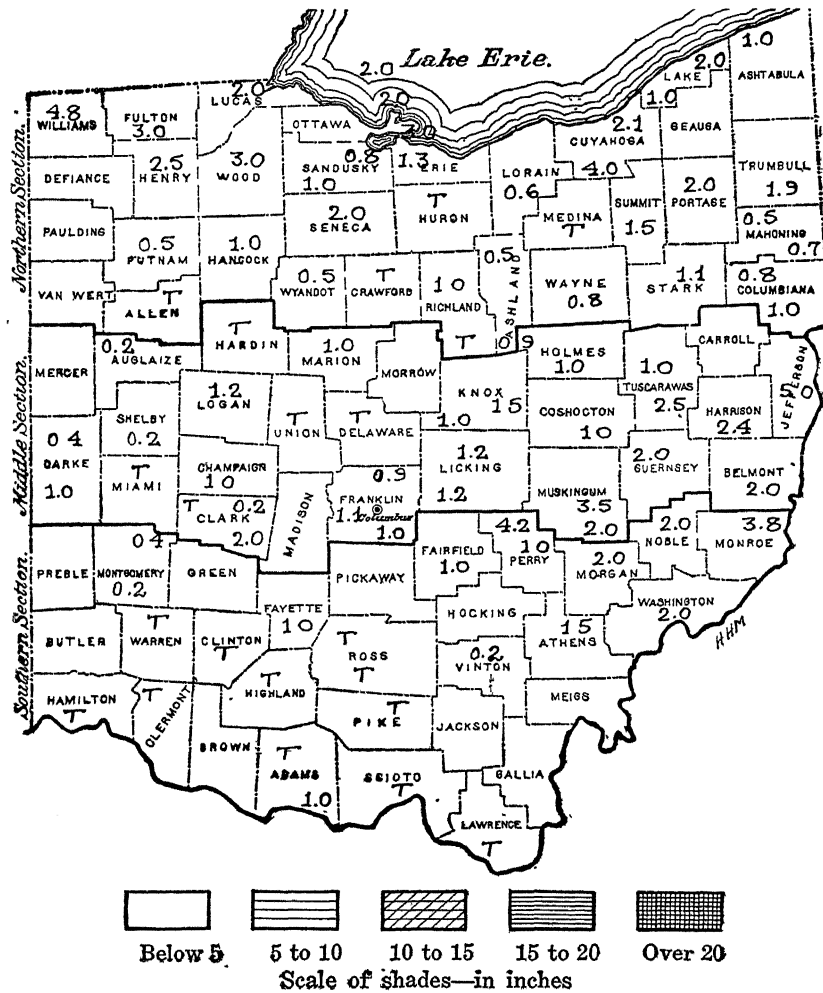 Lake Erie.
Northern Section.
Middle Section.
Southern Section.
2.0
2.0
1.0
ASHTABULA
LAKE
2.0
1.0
GEAUGA
2.1
CUYAHOGA
4.0
4.8
WILLIAMS
FULTON
3.0
2.0
LUCAS
OTTAWA
DEFIANCE
2.5
HENRY
3.0
WOOD
0.8
SANDUSKY
1.0
1.3
ERIE
LORAIN
0.6
TRUMBULL
1.9
2.0
PORTAGE
SUMMIT
1.5
MEDINA
T
T
HURON
2.0
SENECA
PAULDING
0.5
PUTNAM
1.0
HANCOCK
0.5
MAHONING
0.7
VAN WERT
T
ALLEN
0.5
WYANDOT
T
CRAWFORD
1 0
RICHLAND
T
0.5
ASHLAND
0.9
WAYNE
0.8
1.1
STARK
0.8
COLUMBIANA
1.0
MERCER
0.2
AUGLAIZE
T
HARDIN
1.0
MARION
MORROW
KNOX
1 5
1.0
HOLMES
1.0
1.0
TUSCARAWAS
2.5
CARROLL
JEFFERSON
HARRISON
2.4
SHELBY
0.2
1.2
LOGAN
T
UNION
T
DELAWARE
COSHOCTON
1 0
0 4
DARKE
1.0
T
MIAMI
CHAMPAIGN
1 0
T
0.2
CLARK
2.0
MADISON
0.9
FRANKLIN
1.1
Columbus
1.0
1.2
LICKING
1.2
MUSKINGUM
3.5
2.0
2.0
GUERNSEY
BELMONT
2.0
PREBLE
0 4
MONTGOMERY
0.2
GREEN
PICKAWAY
FAIRFIELD
1.0
4.2
1 0
PERRY
2.0
MORGAN
2.0
NOBLE
3.8
MONROE
FAYETTE
1 0
HOCKING
WASHINGTON
2.0
BUTLER
T
WARREN
CLINTON
T
T
ROSS
T
0.2
VINTON
1 5
ATHENS
HHM
HAMILTON
T
T
CLERMONT
T
HIGHLAND
T
PIKE
JACKSON
MEIGS
BROWN
T
ADAMS
1.0
SCIOTO
T
GALLIA
LAWRENCE
T
Below 5
5 to 10
10 to 15
15 to 20
Over 20
Scale of shades—in inches